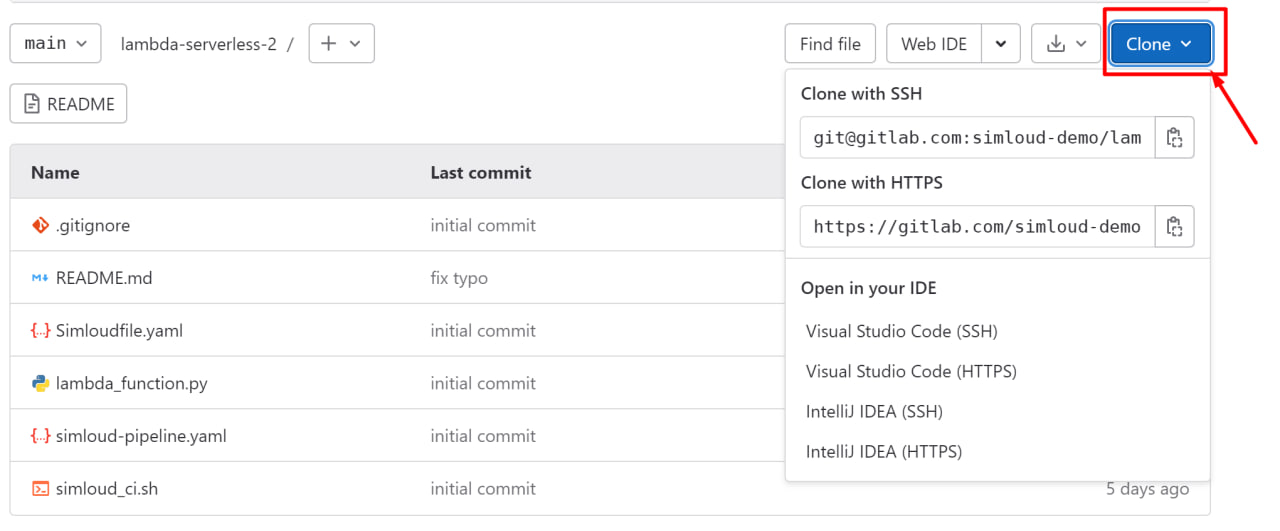 main lambda-serverless-2 / + Find file Web IDE Clone
README
Clone with SSH
git@gitlab.com:simloud-demo/lam
Clone with HTTPS
https://gitlab.com/simloud-demo
Open in your IDE
Visual Studio Code (SSH)
Visual Studio Code (HTTPS)
IntelliJ IDEA (SSH)
IntelliJ IDEA (HTTPS)
Name Last commit
.gitignore initial commit
M↓ README.md fix typo
{..} Simloudfile.yaml initial commit
lambda_function.py initial commit
{..} simloud-pipeline.yaml initial commit
simloud_ci.sh initial commit 5 days ago